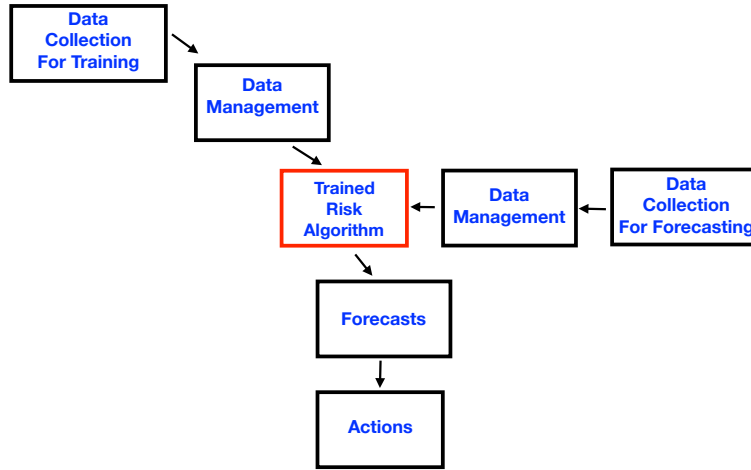 Data
Collection
For Training
Data
Management
Trained
Risk
Algorithm
Data
Management
Data
Collection
For Forecasting
Forecasts
Actions